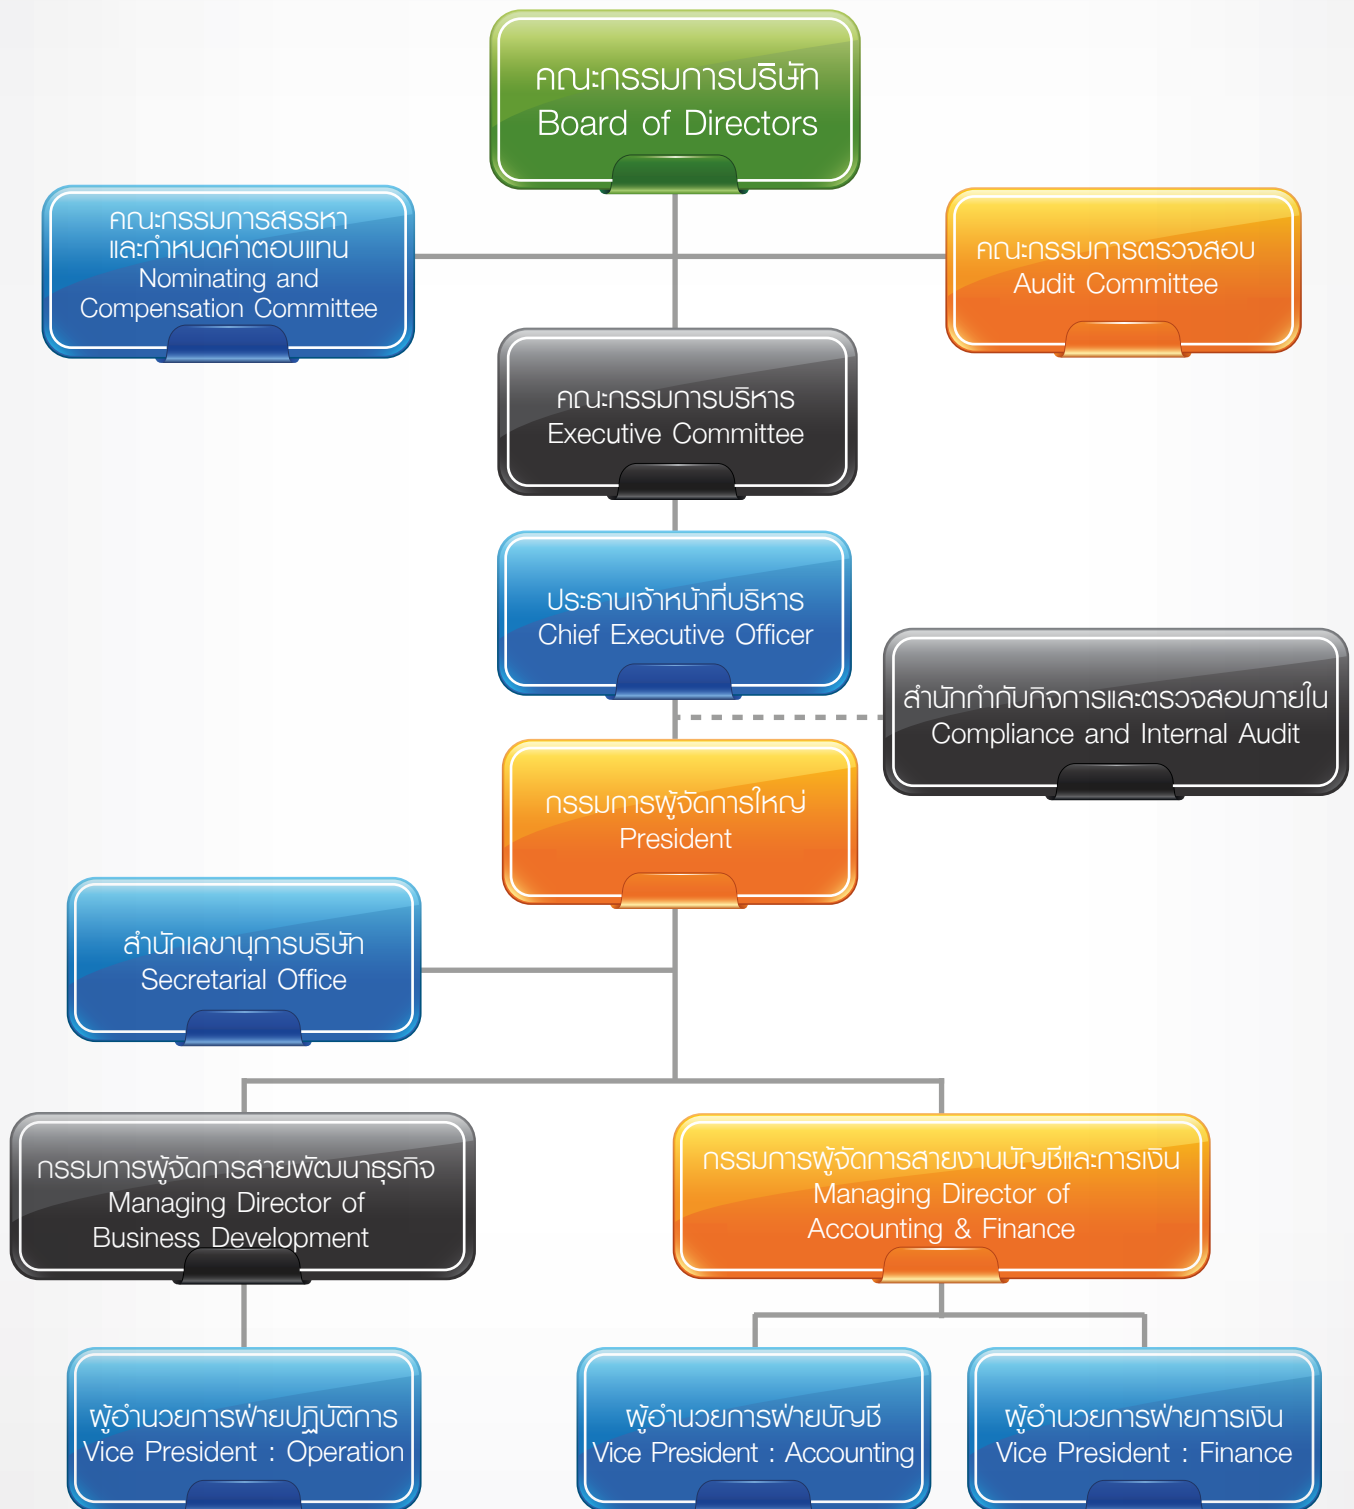 คณะกรรมการบริษัท
Board of Directors
คณะกรรมการสรรหา
และกำหนดค่าตอบแทน
Nominating and
Compensation Committee
คณะกรรมการตรวจสอบ
Audit Committee
คณะกรรมการบริหาร
Executive Committee
ประธานเจ้าหน้าที่บริหาร
Chief Executive Officer
สำนักกำกับกิจการและตรวจสอบภายใน
Compliance and Internal Audit
กรรมการผู้จัดการใหญ่
President
สำนักเลขานุการบริษัท
Secretarial Office
กรรมการผู้จัดการสายพัฒนาธุรกิจ
Managing Director of
Business Development
กรรมการผู้จัดการสายงานบัญชีและการเงิน
Managing Director of
Accounting & Finance
ผู้อำนวยการฝ่ายปฏิบัติการ
Vice President : Operation
ผู้อำนวยการฝ่ายบัญชี
Vice President : Accounting
ผู้อำนวยการฝ่ายการเงิน
Vice President : Finance